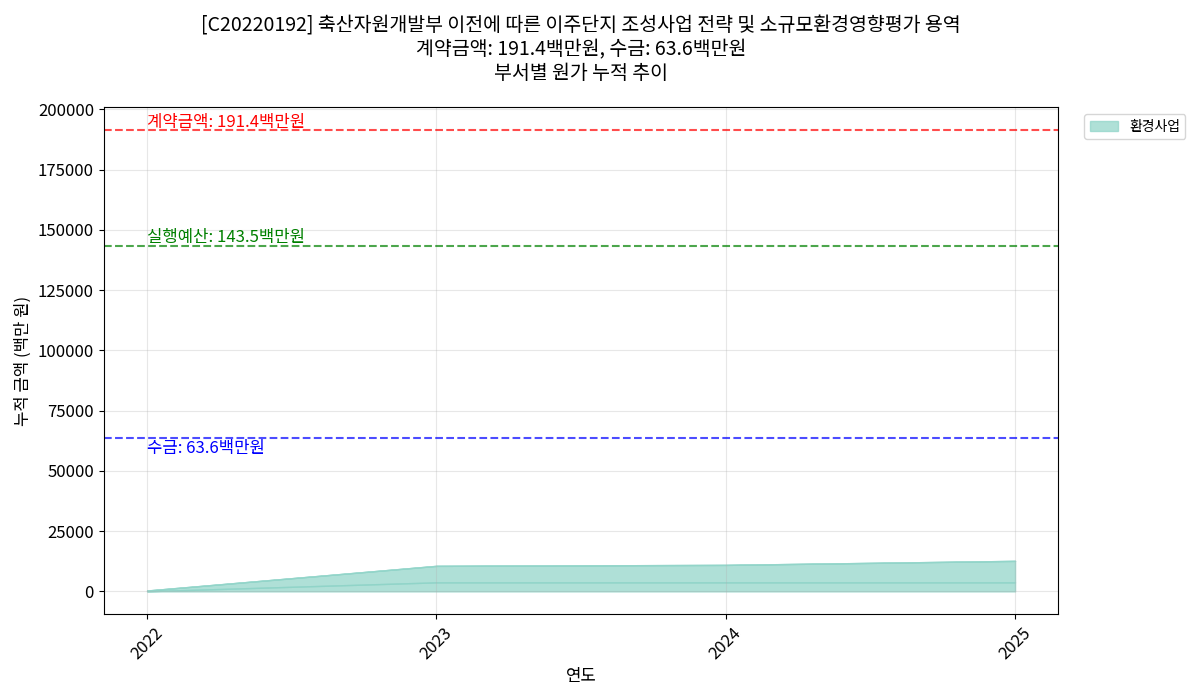 [C20220192] 축산자원개발부 이전에 따른 이주단지 조성사업 전략 및 소규모환경영향평가 용역
계약금액: 191.4백만원, 수금: 63.6백만원
부서별 원가 누적 추이
환경사업
누적 금액 (백만 원)
200000
175000
150000
125000
100000
75000
50000
25000
0
계약금액: 191.4백만원
실행예산: 143.5백만원
수금: 63.6백만원
2022
2023
2024
2025
연도